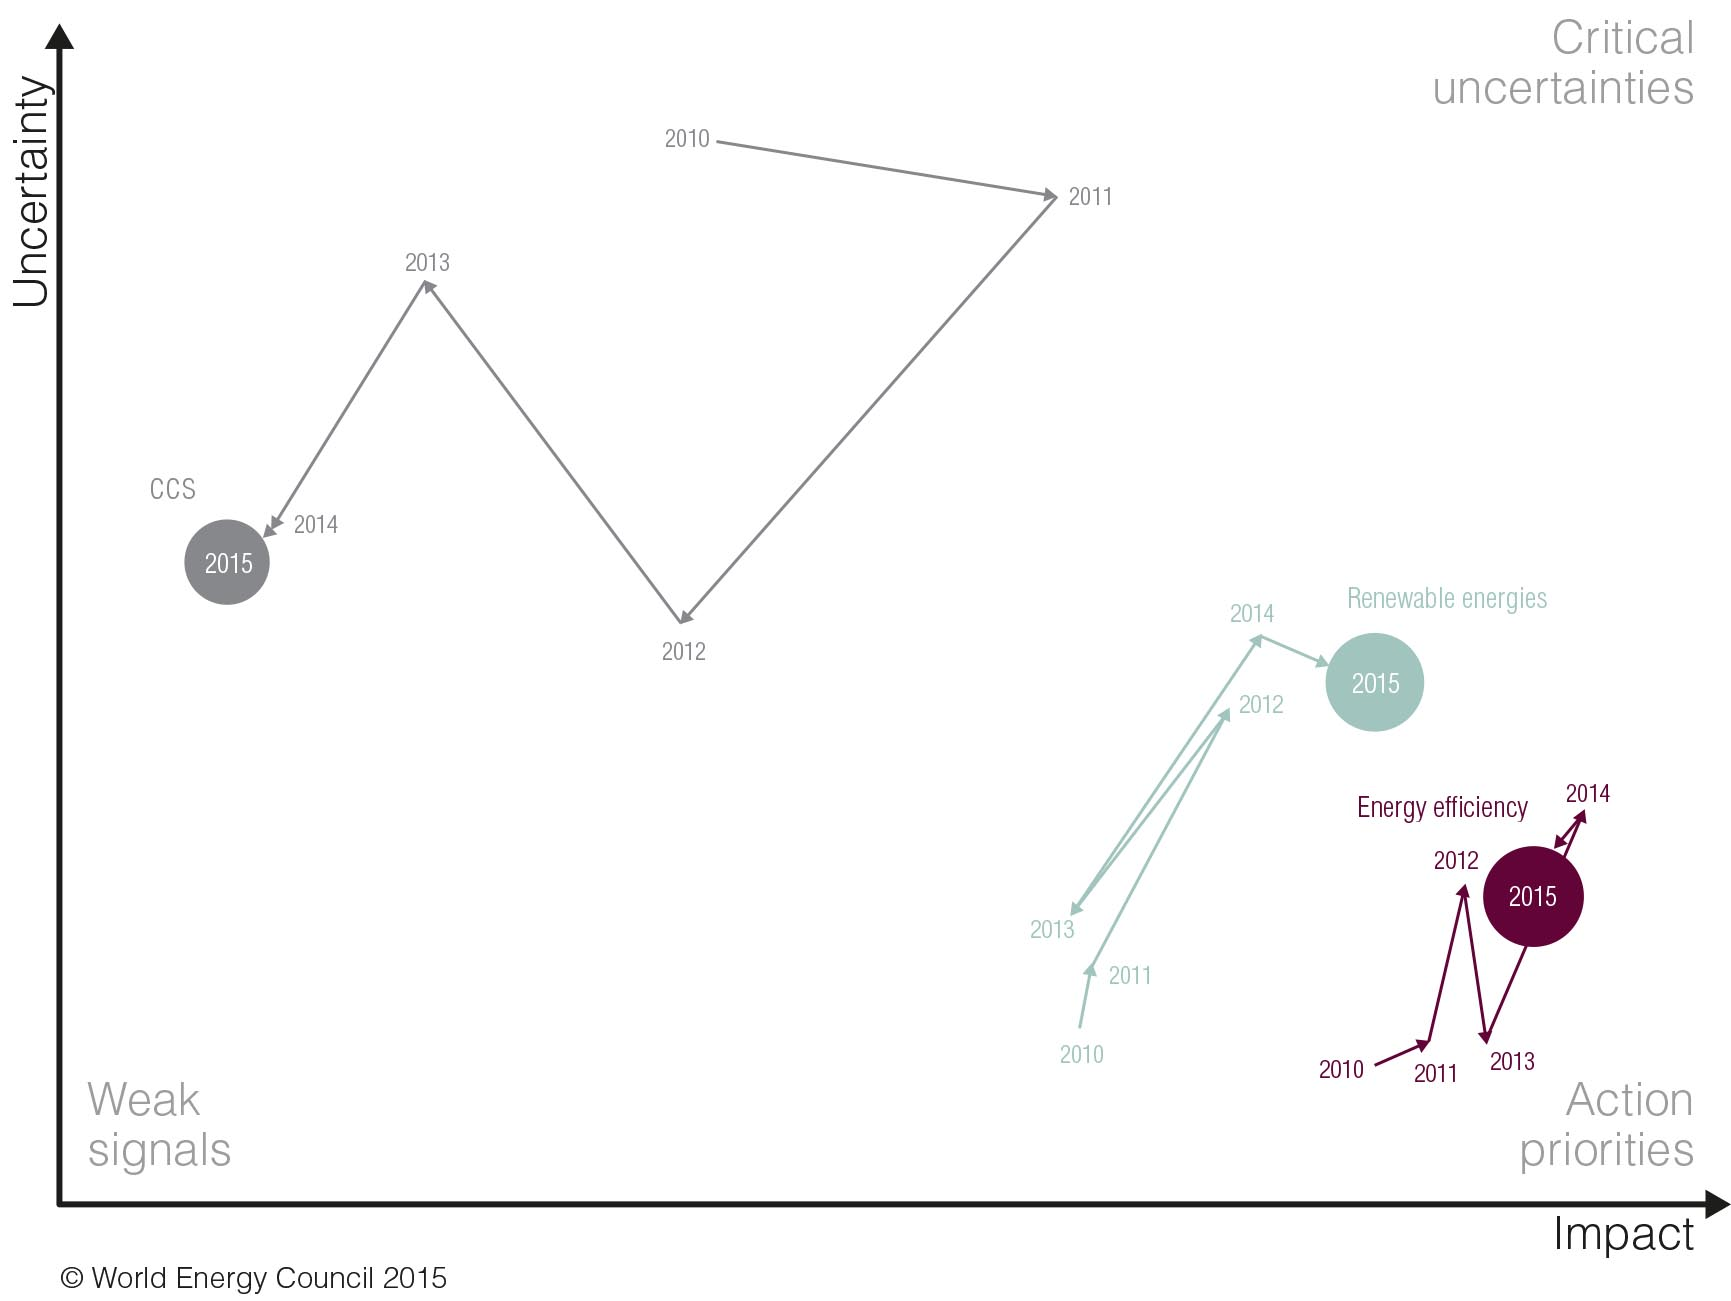 Critical
uncertainties
Uncertainty
2010
2011
2013
CCS
2014
2015
2012
Renewable energies
2014
2015
2012
2013
2011
2010
Energy efficiency
2014
2012
2015
2010
2011
2013
Weak
signals
Action
priorities
Impact
© World Energy Council 2015